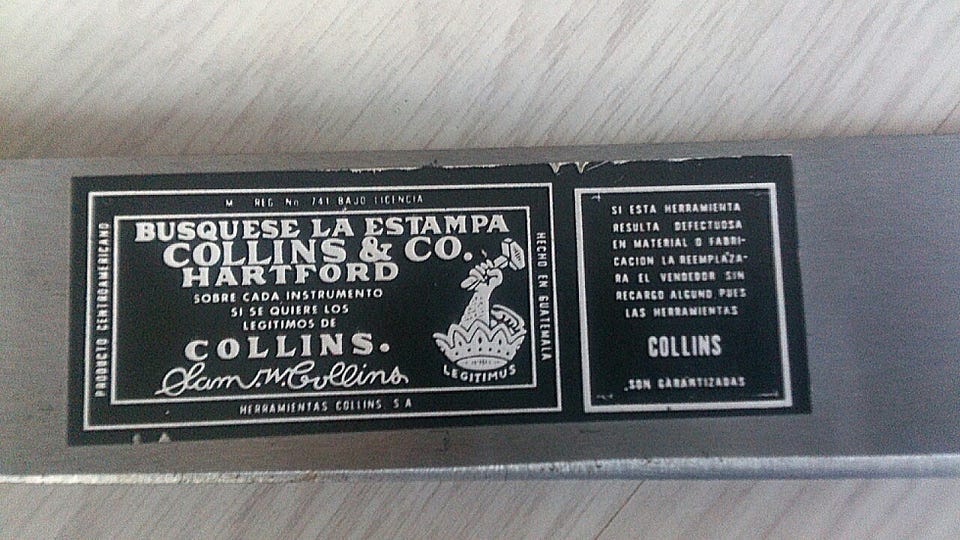 M REG. No 741 BAJO LICENCIA
PRODUCTO CENTROAMERICANO
BUSQUESE LA ESTAMPA
COLLINS & CO.
HARTFORD
SOBRE CADA INSTRUMENTO
SI SE QUIERE LOS
LEGITIMOS DE
COLLINS.
Sam. W Collins
LEGITIMUS
HECHO EN GUATEMALA
HERRAMIENTAS COLLINS S A
SI ESTA HERRAMIENTA
RESULTA DEFECTUOSA
EN MATERIAL O FABRI-
CACION LA REEMPLAZA-
RA EL VENDEDOR SIN
RECARGO ALGUNO PUES
LAS HERRAMIENTAS
COLLINS
SON GARANTIZADAS